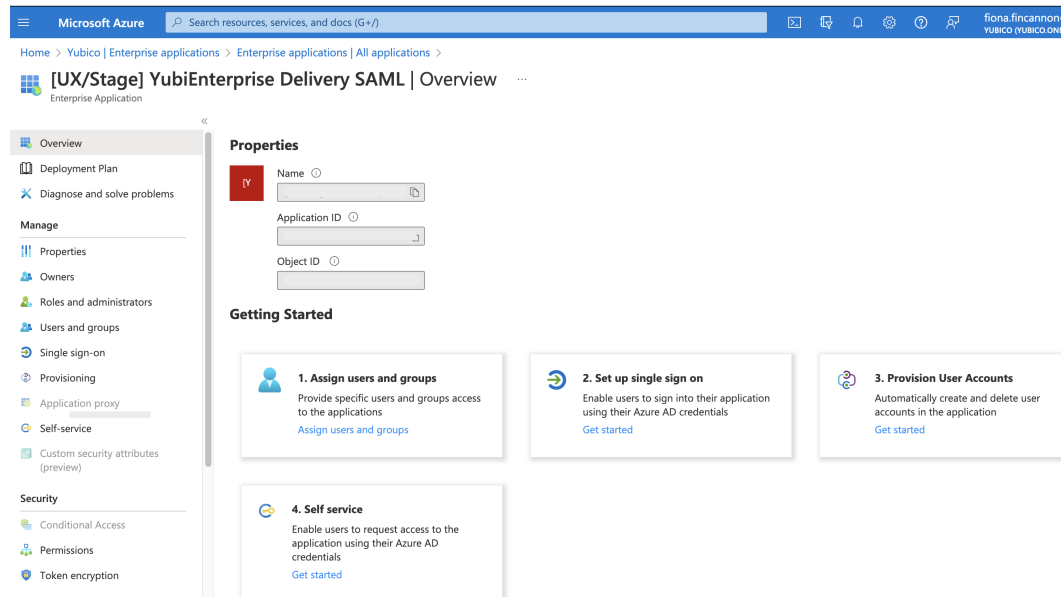 Microsoft Azure
Search resources, services, and docs (G+/)
fiona.fincannon
YUBICO (YUBICO.ON
Home > Yubico | Enterprise applications > Enterprise applications | All applications >
[UX/Stage] YubiEnterprise Delivery SAML | Overview ...
Enterprise Application
«
Overview
Deployment Plan
Diagnose and solve problems
Manage
Properties
Owners
Roles and administrators
Users and groups
Single sign-on
Provisioning
Application proxy
Self-service
Custom security attributes
(preview)
Security
Conditional Access
Permissions
Token encryption
Properties
[Y
Name
Application ID
Object ID
Getting Started
1. Assign users and groups
Provide specific users and groups access
to the applications
Assign users and groups
2. Set up single sign on
Enable users to sign into their application
using their Azure AD credentials
Get started
3. Provision User Accounts
Automatically create and delete user
accounts in the application
Get started
4. Self service
Enable users to request access to the
application using their Azure AD
credentials
Get started